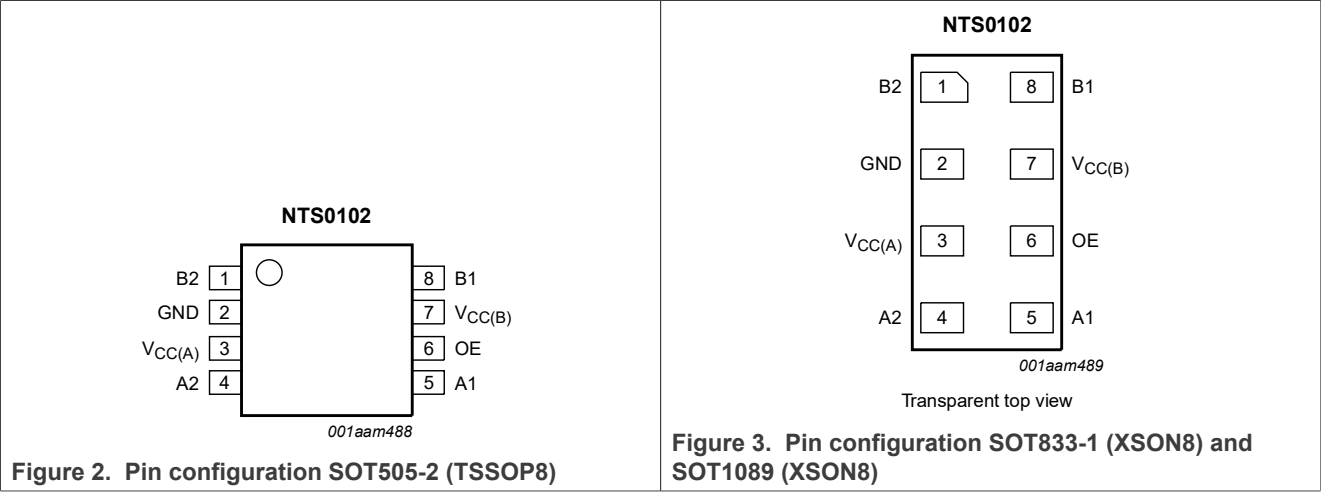 NTS0102
B2 1 8 B1
GND 2 7 VCC(B)
VCC(A) 3 6 OE
A2 4 5 A1
001aam488
Figure 2. Pin configuration SOT505-2 (TSSOP8)
NTS0102
B2 1 8 B1
GND 2 7 VCC(B)
VCC(A) 3 6 OE
A2 4 5 A1
001aam489
Transparent top view
Figure 3. Pin configuration SOT833-1 (XSON8) and
SOT1089 (XSON8)